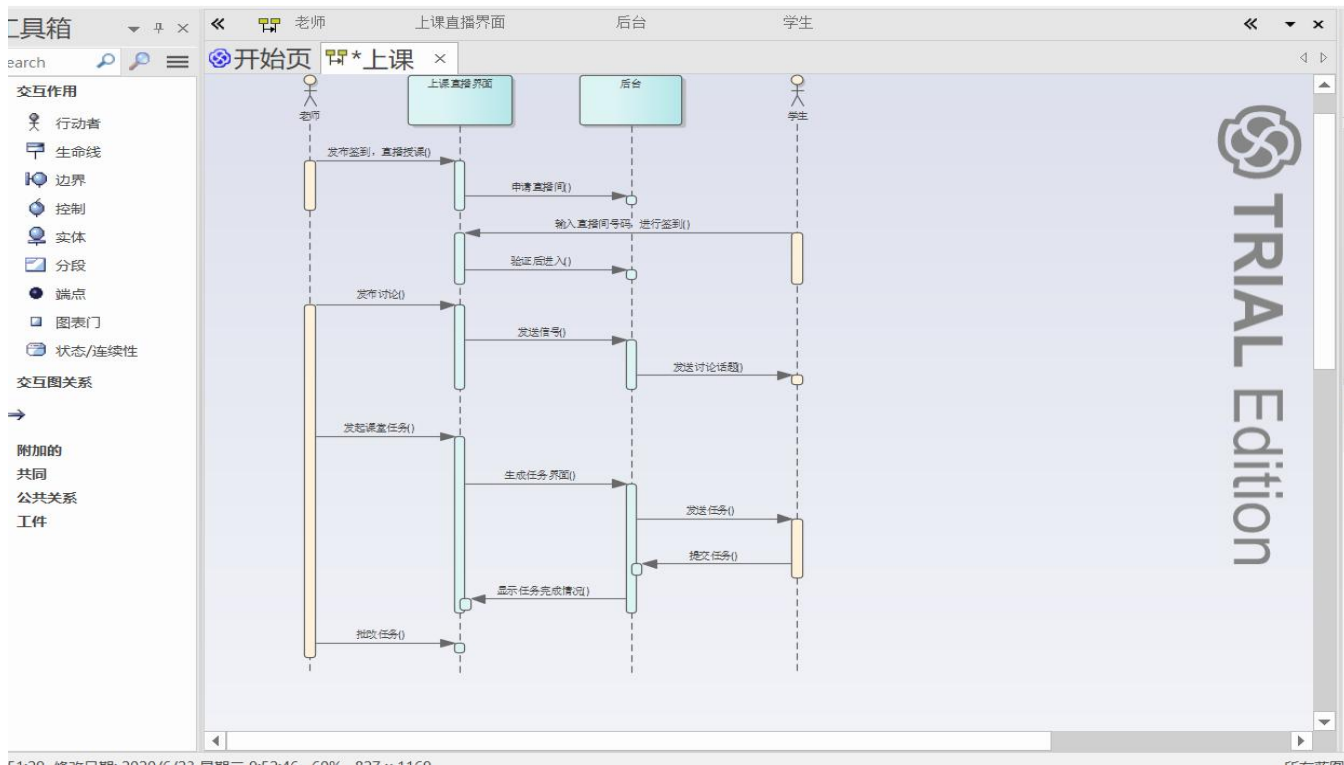 工具箱
老师 上课直播界面 后台 学生
earch
开始页 *上课
交互作用
行动者
生命线
边界
控制
实体
分段
端点
图表门
状态/连续性
交互图关系
附加的
共同
公共关系
工件
老师
上课直播界面
后台
学生
发布签到，直播授课()
申请直播间()
输入直播间号码，进行签到()
验证后进入()
发布讨论()
发送信号()
发送讨论话题()
发起课堂任务()
生成任务界面()
发送任务()
提交任务()
显示任务完成情况()
批改任务()
TRIAL Edition